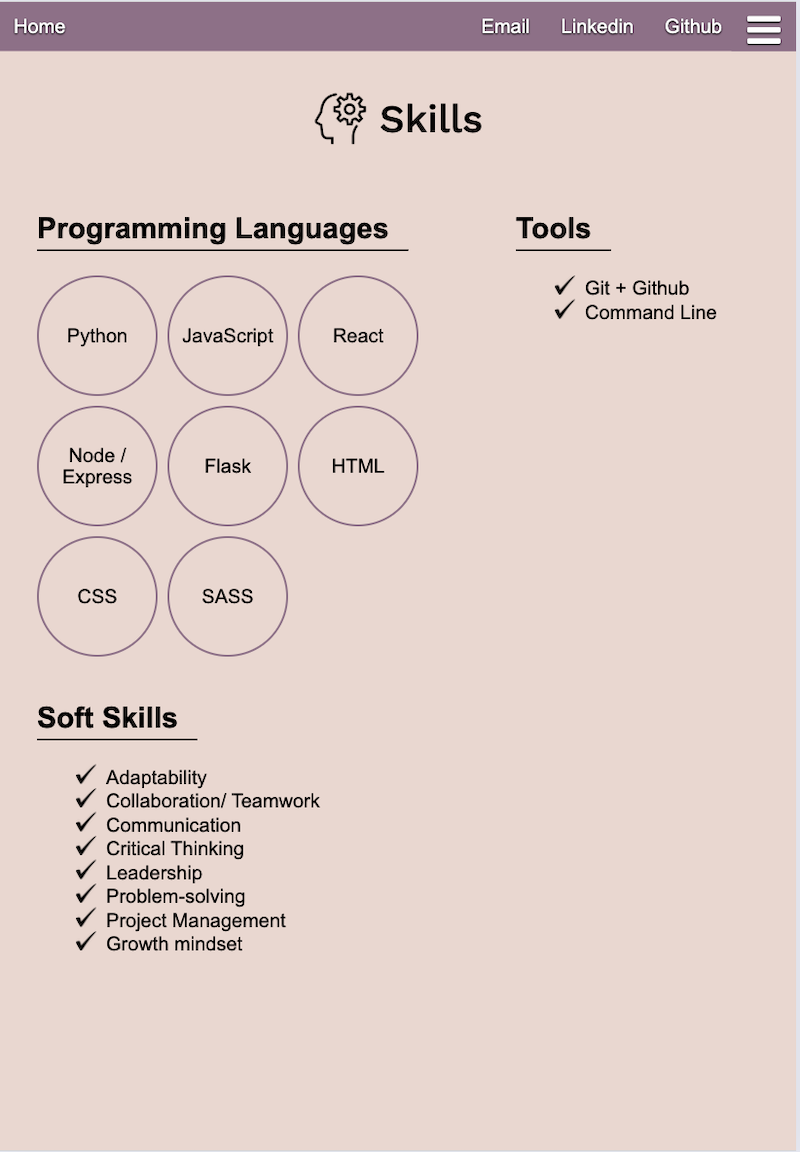 Home
Email
Linkedin
Github
Skills
Programming Languages
Python
JavaScript
React
Node /
Express
Flask
HTML
CSS
SASS
Tools
Git + Github
Command Line
Soft Skills
Adaptability
Collaboration/ Teamwork
Communication
Critical Thinking
Leadership
Problem-solving
Project Management
Growth mindset